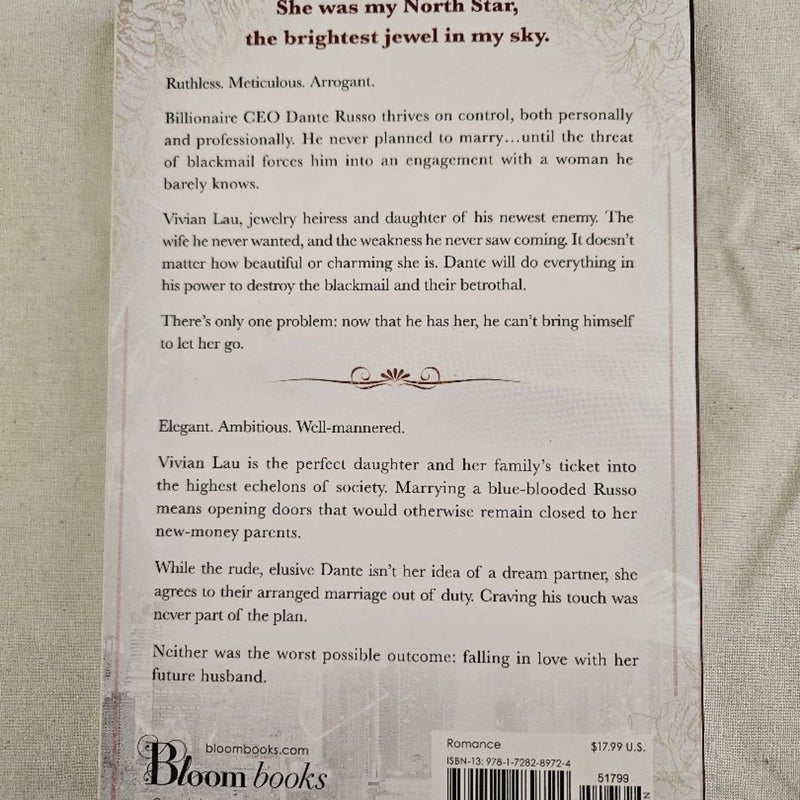 She was my North Star,
the brightest jewel in my sky.
Ruthless. Meticulous. Arrogant.
Billionaire CEO Dante Russo thrives on control, both personally
and professionally. He never planned to marry...until the threat
of blackmail forces him into an engagement with a woman he
barely knows.
Vivian Lau, jewelry heiress and daughter of his newest enemy. The
wife he never wanted, and the weakness he never saw coming. It doesn't
matter how beautiful or charming she is. Dante will do everything in
his power to destroy the blackmail and their betrothal.
There's only one problem: now that he has her, he can't bring himself
to let her go.
Elegant. Ambitious. Well-mannered.
Vivian Lau is the perfect daughter and her family's ticket into
the highest echelons of society. Marrying a blue-blooded Russo
means opening doors that would otherwise remain closed to her
new-money parents.
While the rude, elusive Dante isn't her idea of a dream partner, she
agrees to their arranged marriage out of duty. Craving his touch was
never part of the plan.
Neither was the worst possible outcome: falling in love with her
future husband.
bloombooks.com
Bloom books
Romance $17.99 U.S.
ISBN-13: 978-1-7282-8972-4
51799